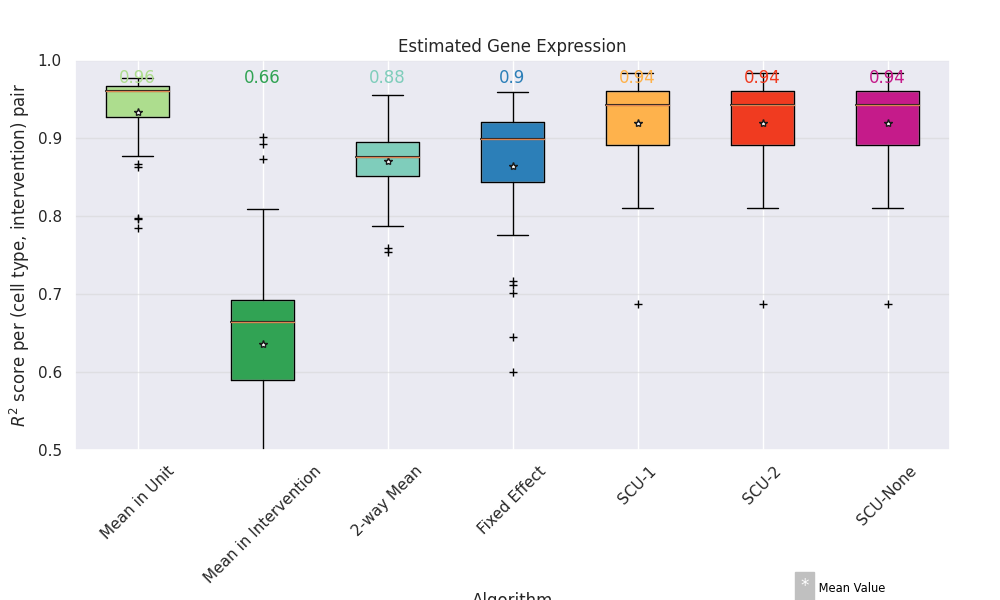 Estimated Gene Expression
0.96 0.66 0.88 0.9 0.94 0.94 0.94
R² score per (cell type, intervention) pair
1.0
0.9
0.8
0.7
0.6
0.5
Mean in Unit
Mean in Intervention
2-way Mean
Fixed Effect
SCU-1
SCU-2
SCU-None
Algorithm
* Mean Value